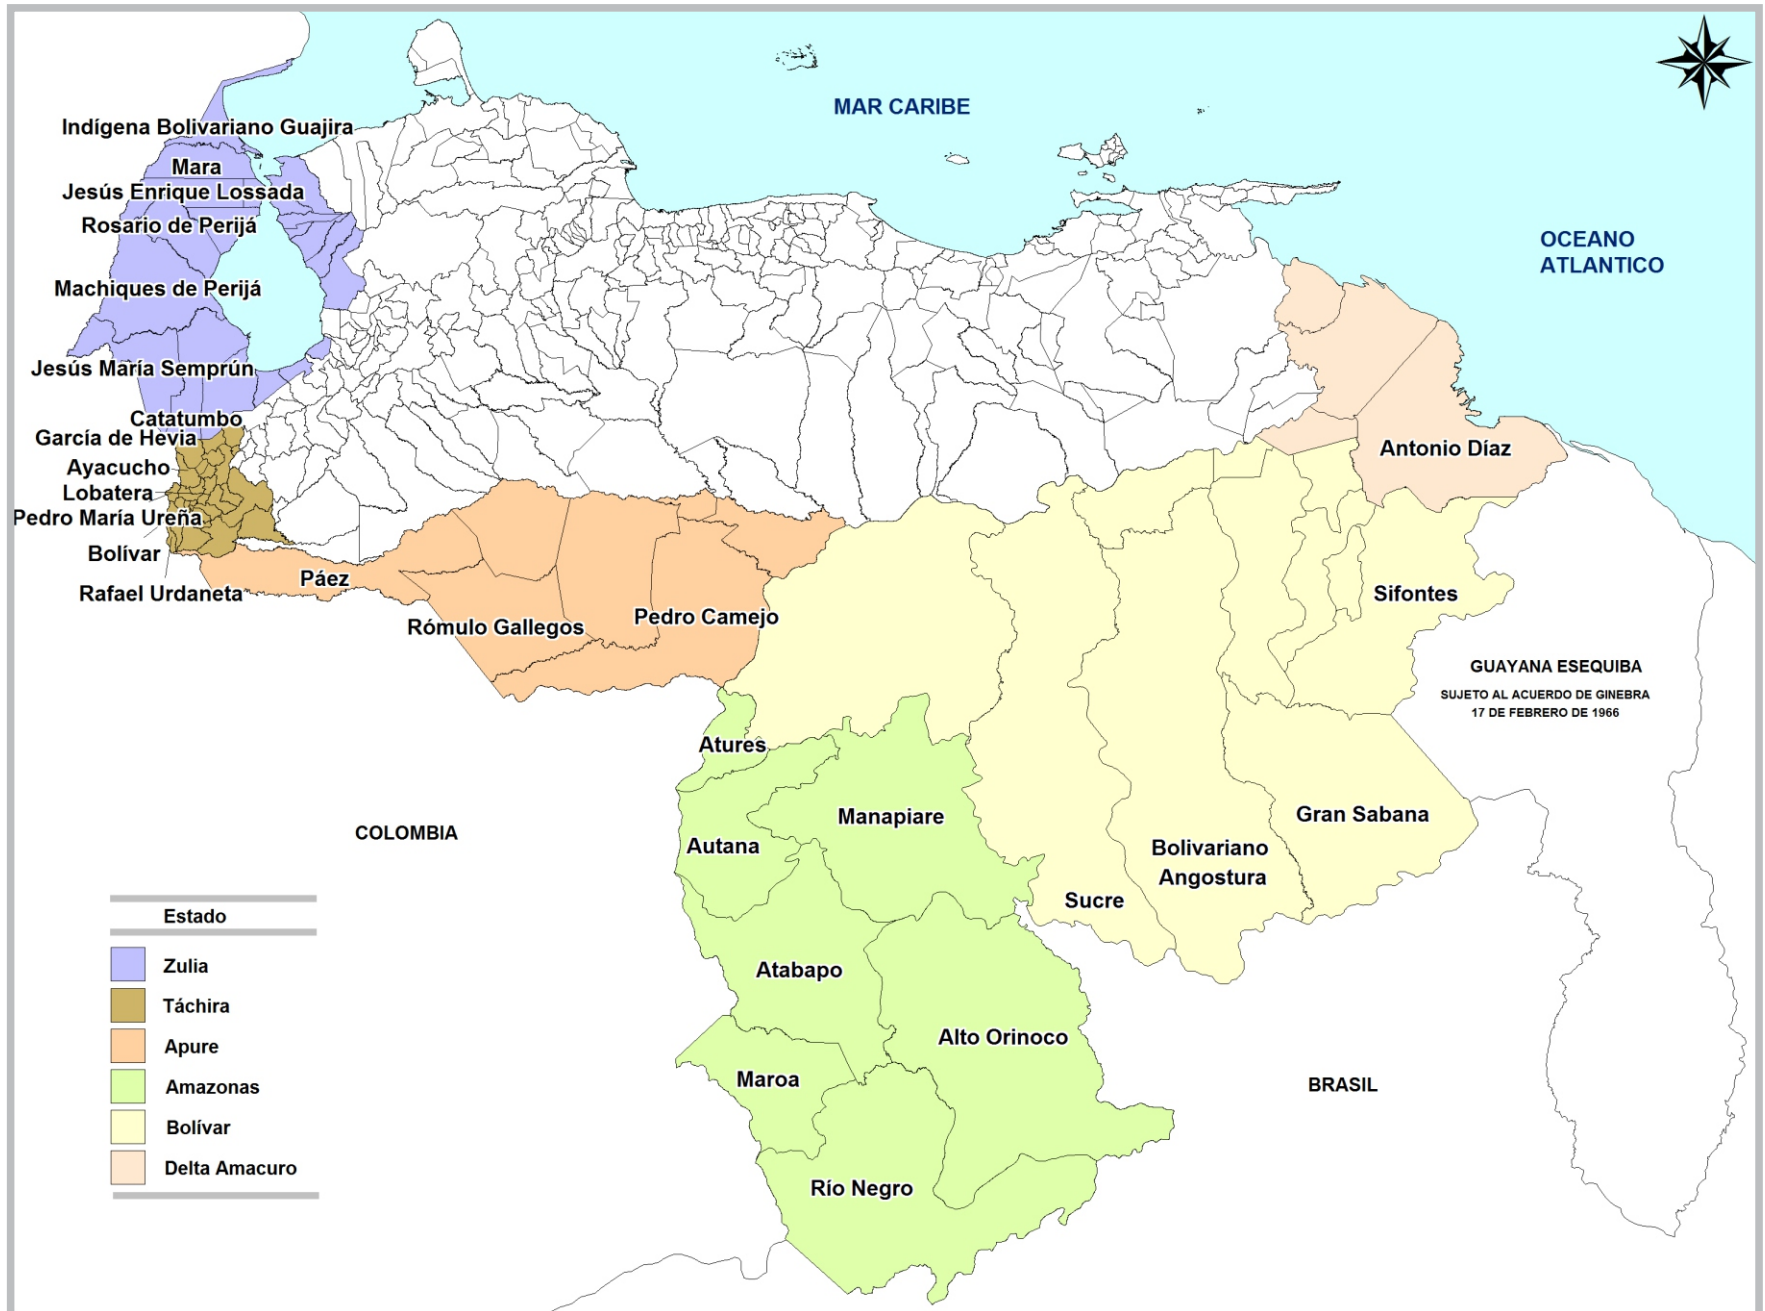 MAR CARIBE
Indígena Bolivariano Guajira
Mara
Jesús Enrique Lossada
Rosario de Perijá
OCEANO
ATLANTICO
Machiques de Perijá
Jesús María Semprún
Catatumbo
García de Hevia
Antonio Díaz
Ayacucho
Lobatera
Pedro María Ureña
Bolívar
Páez
Rafael Urdaneta
Sifontes
Rómulo Gallegos
Pedro Camejo
GUAYANA ESEQUIBA
SUJETO AL ACUERDO DE GINEBRA
17 DE FEBRERO DE 1966
Atures
Manapiare
Gran Sabana
COLOMBIA
Autana
Bolivariano
Angostura
Sucre
Atabapo
Alto Orinoco
Maroa
BRASIL
Río Negro
Estado
Zulia
Táchira
Apure
Amazonas
Bolívar
Delta Amacuro